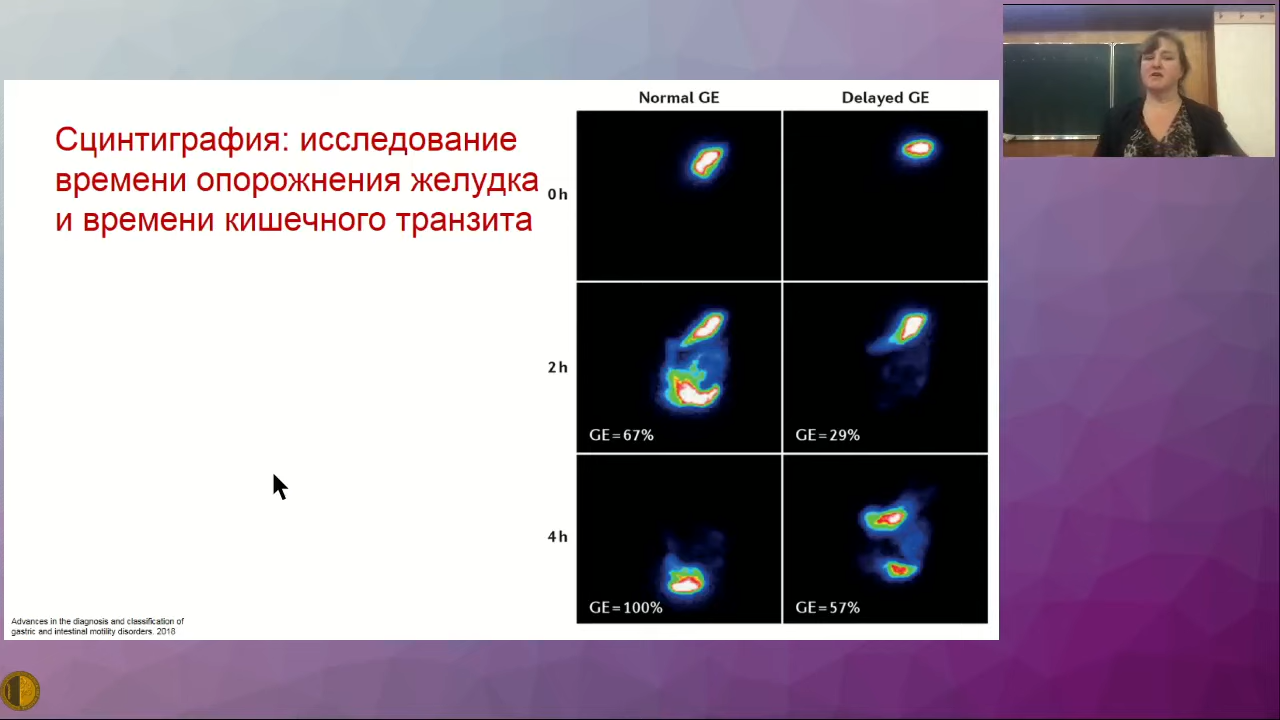 Normal GE
Delayed GE
Сцинтиграфия: исследование
времени опорожнения желудка
и времени кишечного транзита
0 h
2 h
GE=67%
GE=29%
4 h
GE=100%
GE=57%
Advances in the diagnosis and classification of
gastric and intestinal motility disorders. 2018